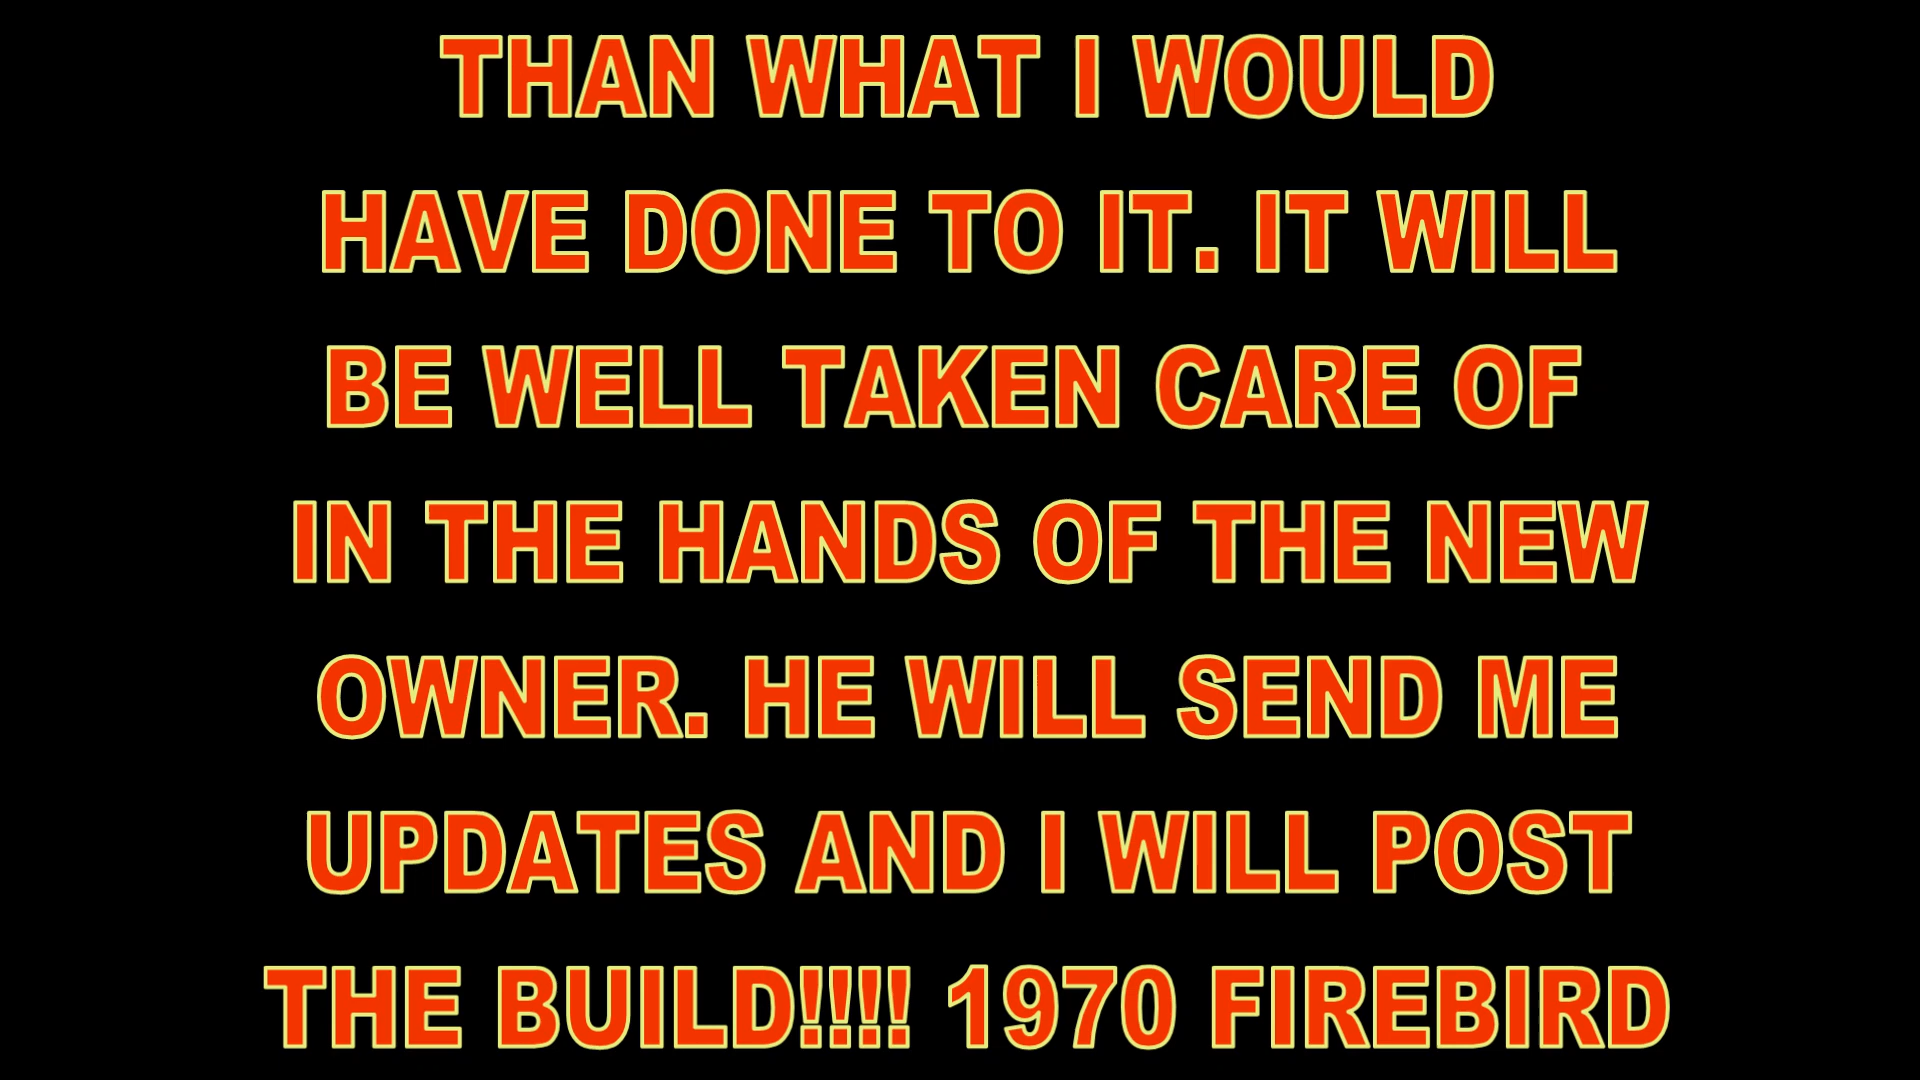 THAN WHAT I WOULD
HAVE DONE TO IT. IT WILL
BE WELL TAKEN CARE OF
IN THE HANDS OF THE NEW
OWNER. HE WILL SEND ME
UPDATES AND I WILL POST
THE BUILD!!!! 1970 FIREBIRD